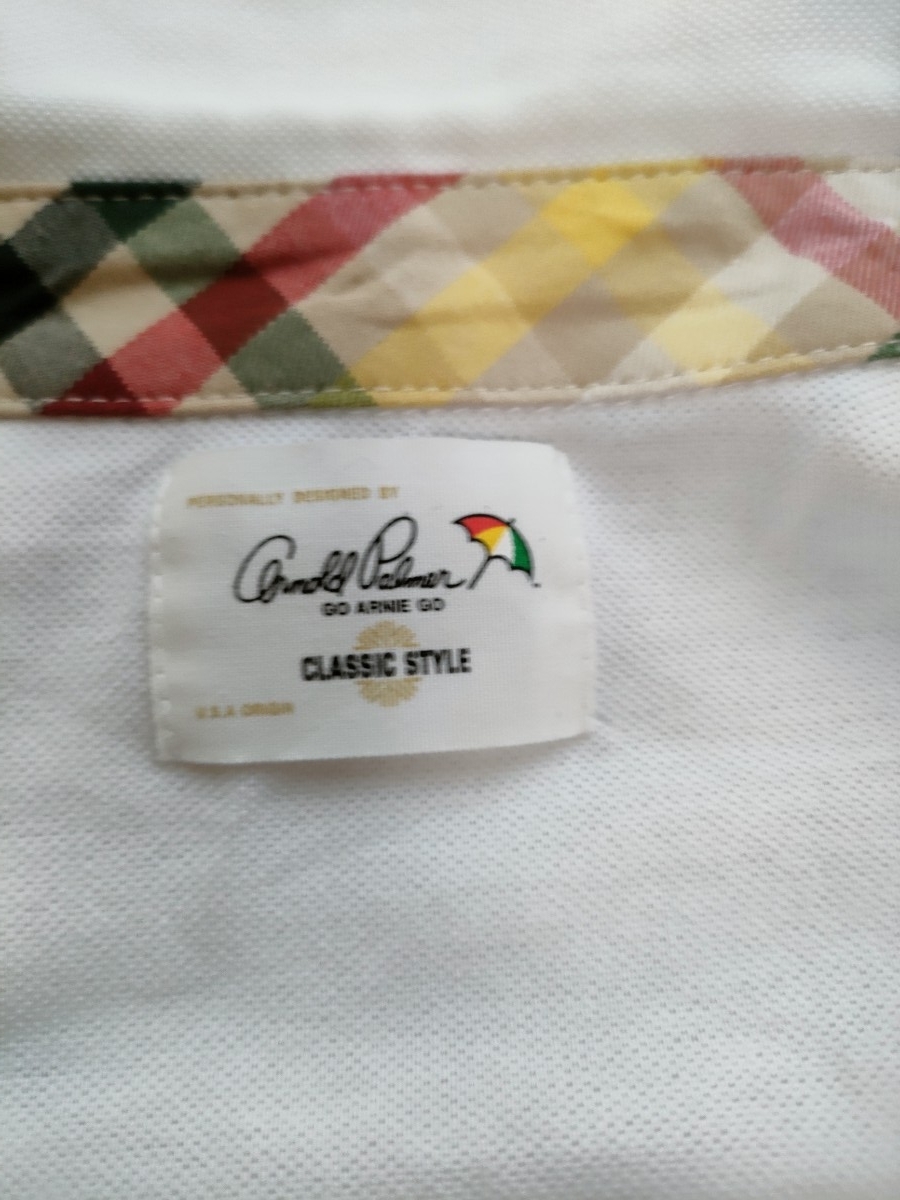 PERSONALLY DESIGNED BY
Arnold Palmer
GO ARNIE GO
CLASSIC STYLE
U.S.A ORIGIN